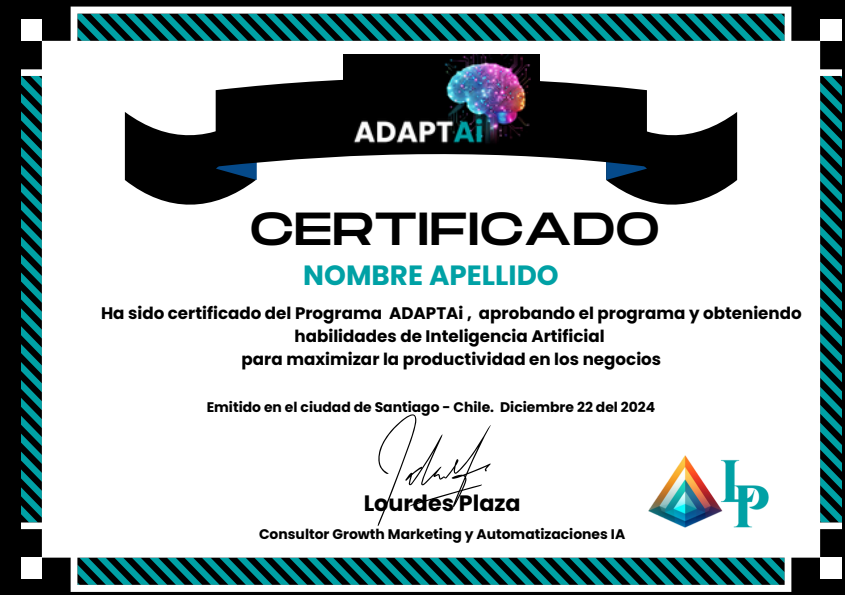 ADAPTAi
CERTIFICADO
NOMBRE APELLIDO
Ha sido certificado del Programa ADAPTAi , aprobando el programa y obteniendo
habilidades de Inteligencia Artificial
para maximizar la productividad en los negocios
Emitido en el ciudad de Santiago - Chile. Diciembre 22 del 2024
Lourdes Plaza
Consultor Growth Marketing y Automatizaciones IA
LP